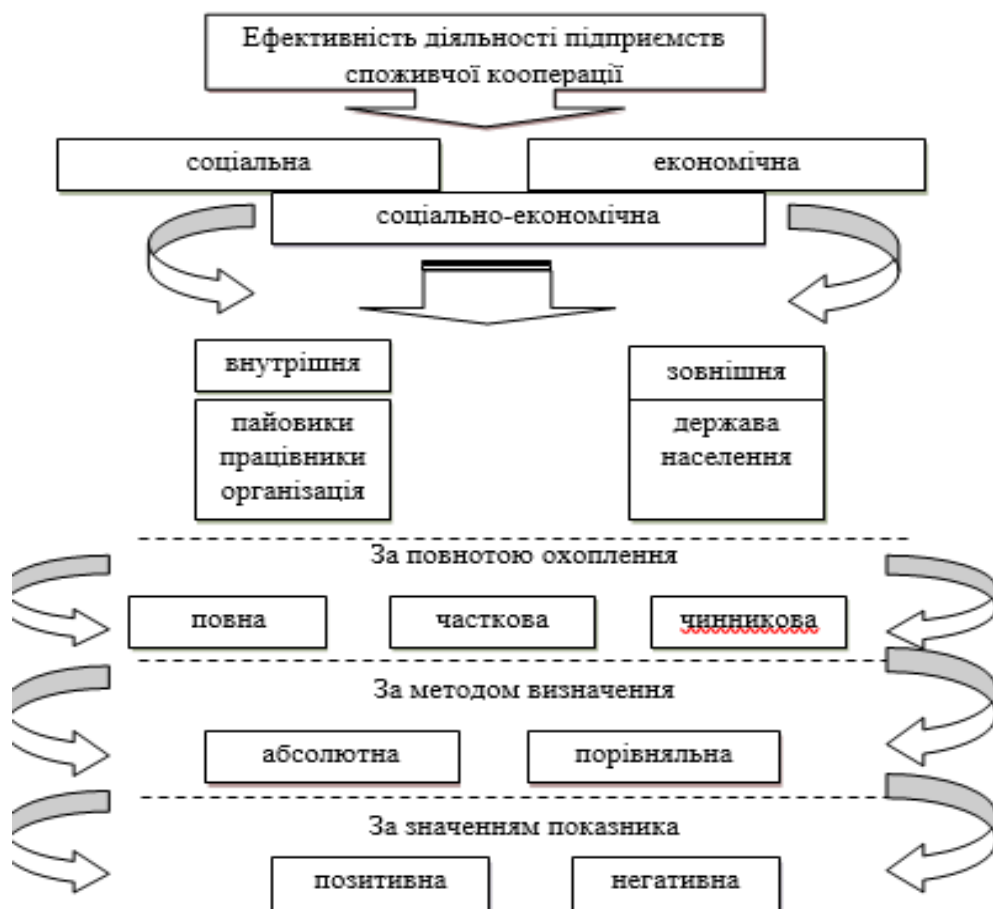 Ефективність діяльності підприємств
споживчої кооперації
соціальна
економічна
соціально-економічна
внутрішня
зовнішня
пайовики
працівники
організація
держава
населення
За повнотою охоплення
повна
часткова
чинникова
За методом визначення
абсолютна
порівняльна
За значенням показника
позитивна
негативна